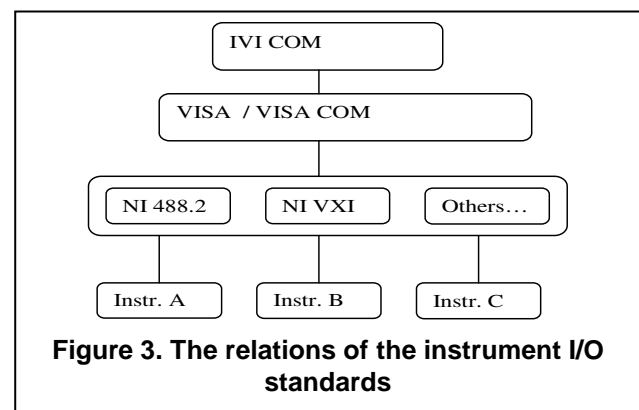 IVI COM
VISA / VISA COM
NI 488.2 NI VXI Others…
Instr. A Instr. B Instr. C
Figure 3. The relations of the instrument I/O
standards